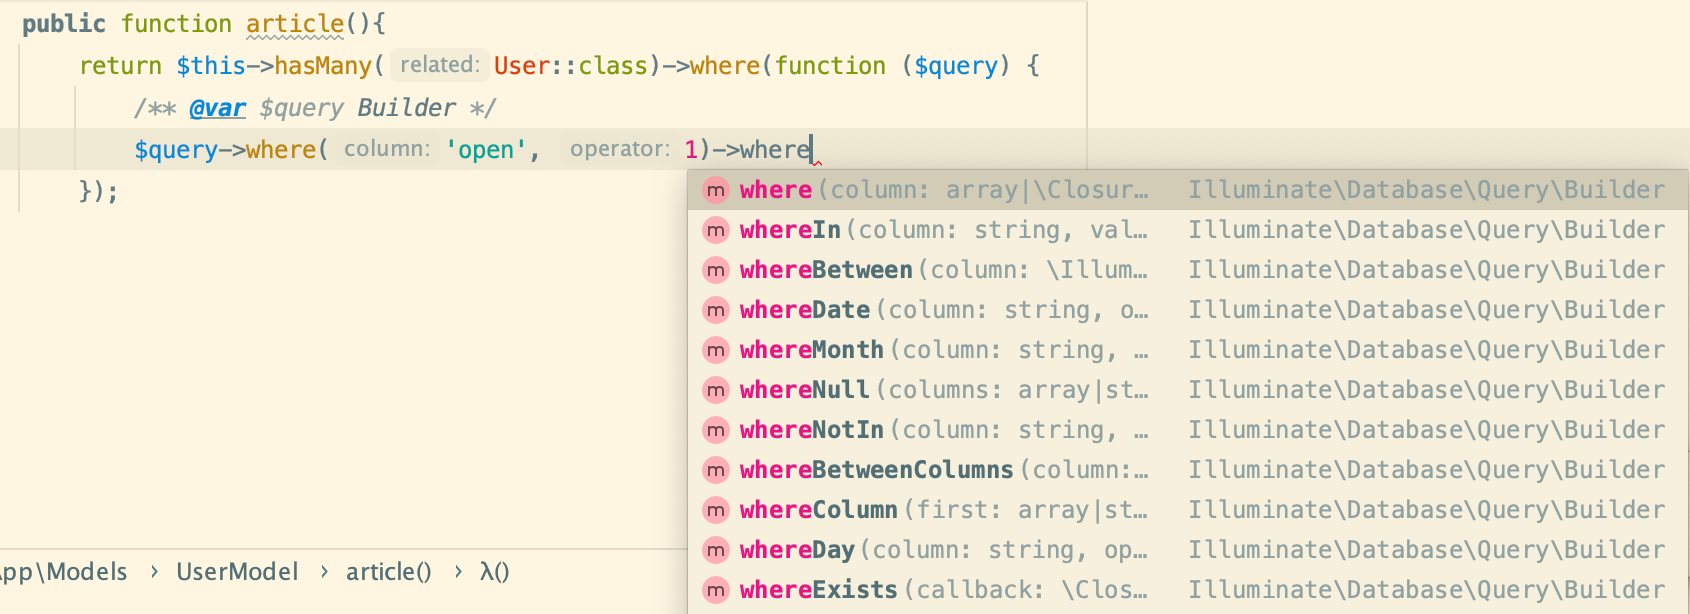 public function article(){
return $this->hasMany( related: User::class)->where(function ($query) {
/** @var $query Builder */
$query->where( column: 'open', operator: 1)->where
});
where(column: array|\Closur… Illuminate\Database\Query\Builder
whereIn(column: string, val… Illuminate\Database\Query\Builder
whereBetween(column: \Illum… Illuminate\Database\Query\Builder
whereDate(column: string, o… Illuminate\Database\Query\Builder
whereMonth(column: string, … Illuminate\Database\Query\Builder
whereNull(columns: array|st… Illuminate\Database\Query\Builder
whereNotIn(column: string, … Illuminate\Database\Query\Builder
whereBetweenColumns(column:… Illuminate\Database\Query\Builder
whereColumn(first: array|st… Illuminate\Database\Query\Builder
whereDay(column: string, op… Illuminate\Database\Query\Builder
whereExists(callback: \Clos… Illuminate\Database\Query\Builder
pp\Models › UserModel › article() › λ()